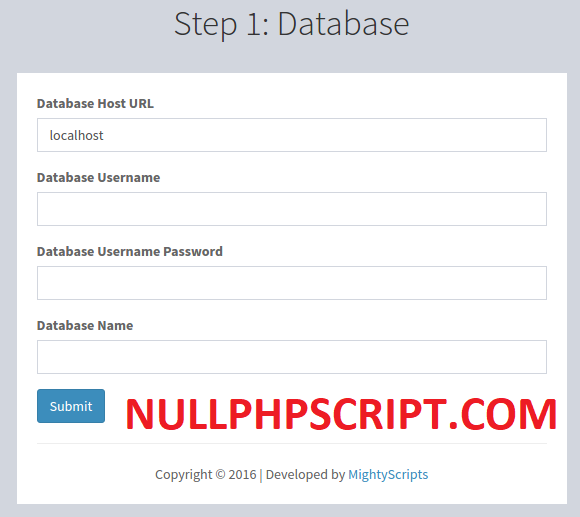 Step 1: Database
Database Host URL
localhost
Database Username
Database Username Password
Database Name
Submit
NULLPHPSCRIPT.COM
Copyright © 2016 | Developed by MightyScripts